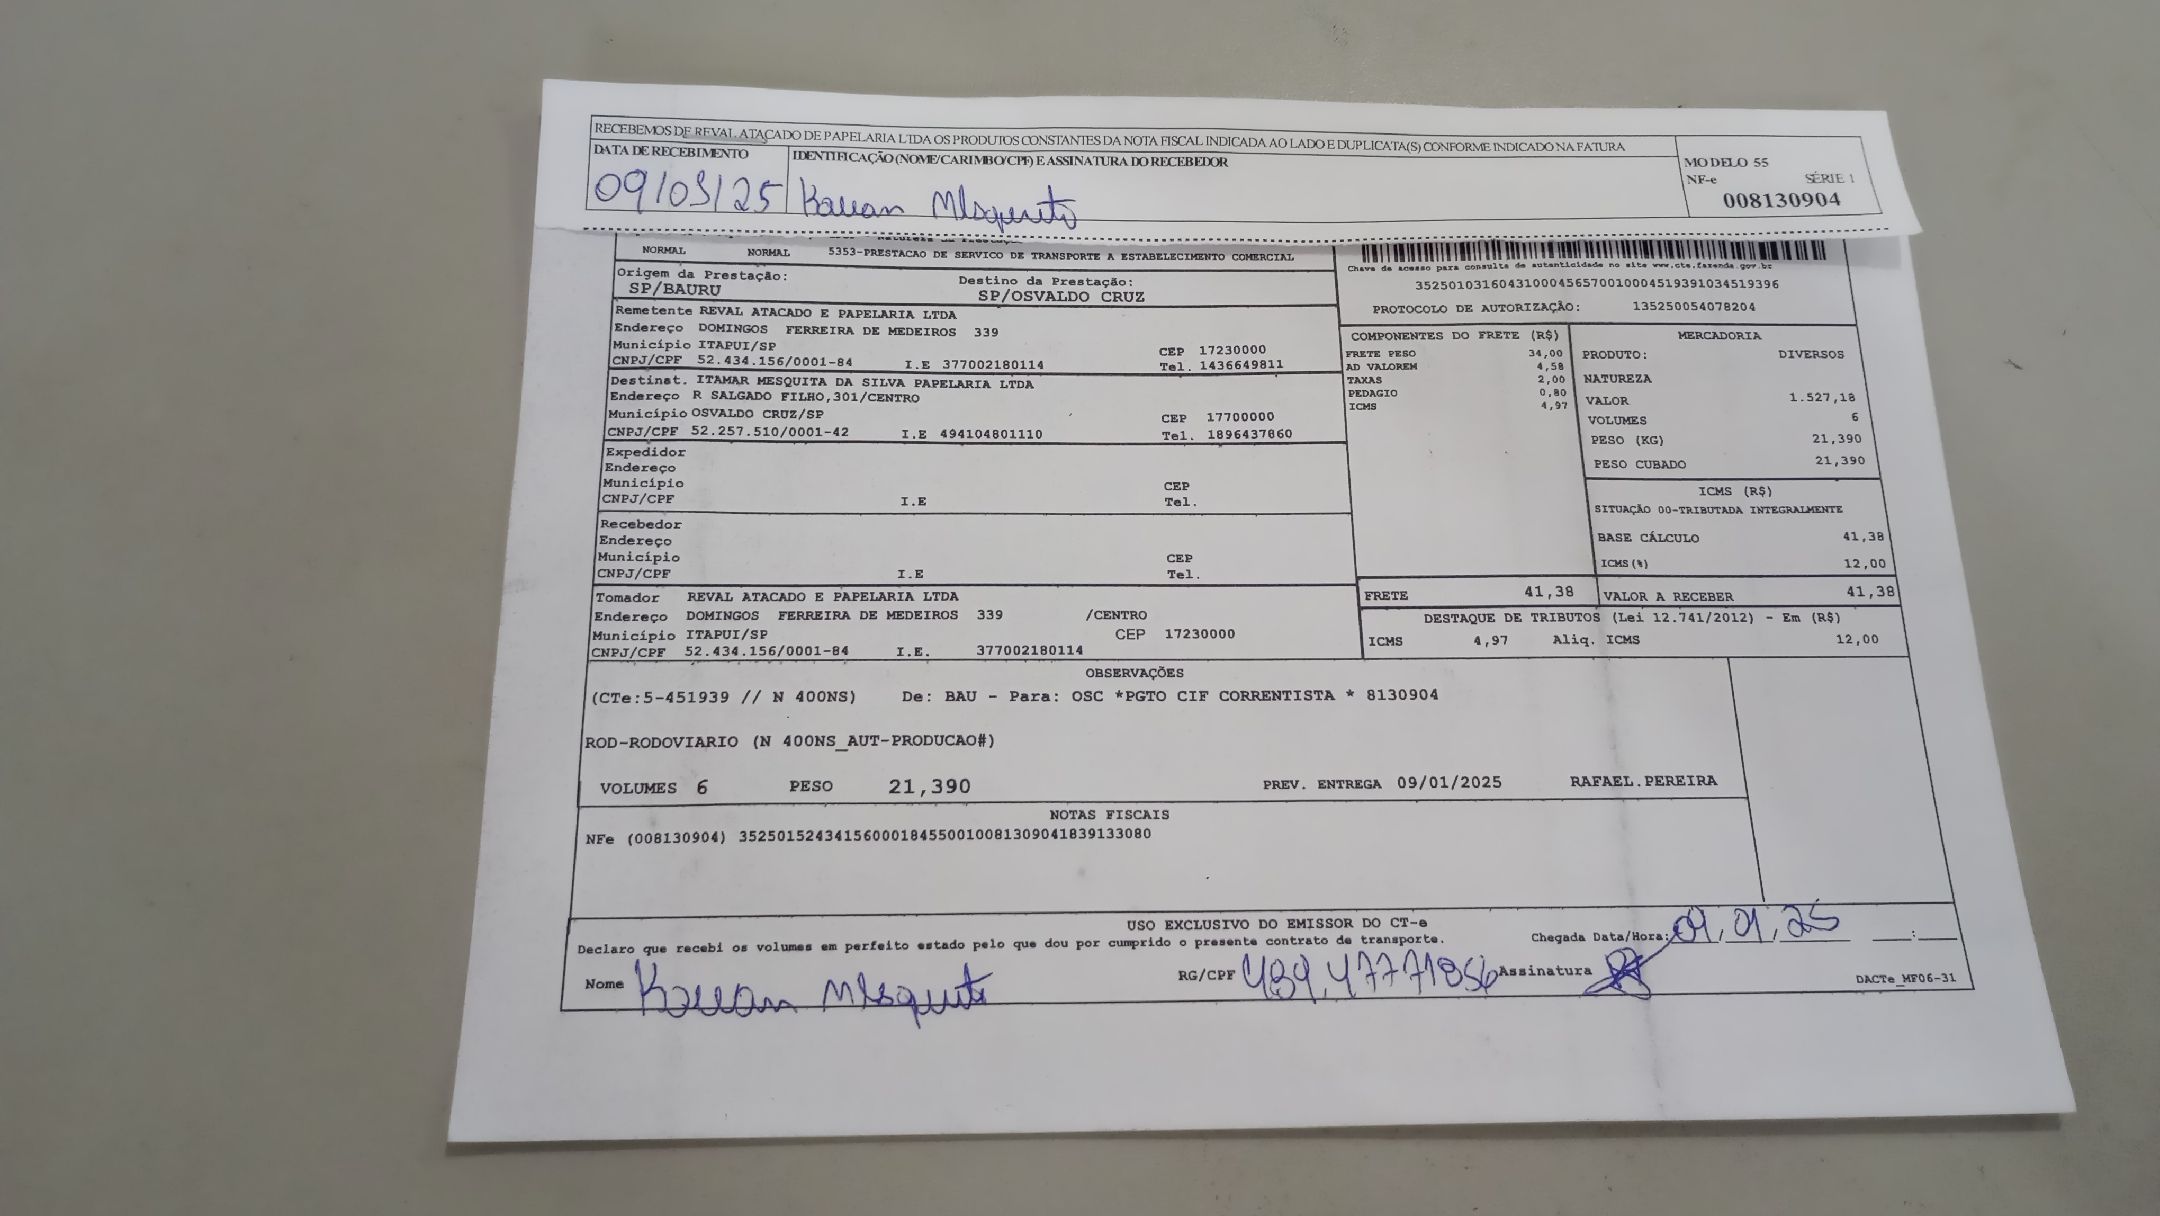 RECEBEMOS DE REVAL ATACADO DE PAPELARIA LTDA OS PRODUTOS CONSTANTES DA NOTA FISCAL INDICADA AO LADO E DUPLICATA(S) CONFORME INDICADO NA FATURA
DATA DE RECEBIMENTO IDENTIFICAÇÃO (NOME/CARIMBO/CPF) E ASSINATURA DO RECEBEDOR
MODELO 55
NF-e SÉRIE 1
008130904
Kauan Mesquita
NORMAL NORMAL 5353-PRESTACAO DE SERVICO DE TRANSPORTE A ESTABELECIMENTO COMERCIAL
Origem da Prestação: Destino da Prestação:
SP/BAURU SP/OSVALDO CRUZ
Remetente REVAL ATACADO E PAPELARIA LTDA
Endereço DOMINGOS FERREIRA DE MEDEIROS 339
Município ITAPUI/SP CEP 17230000
CNPJ/CPF 52.434.156/0001-84 I.E 377002180114 Tel. 1436649811
Destinat. ITAMAR MESQUITA DA SILVA PAPELARIA LTDA
Endereço R SALGADO FILHO,301/CENTRO
Município OSVALDO CRUZ/SP CEP 17700000
CNPJ/CPF 52.257.510/0001-42 I.E 494104801110 Tel. 1896437860
Expedidor
Endereço
Município CEP
CNPJ/CPF I.E Tel.
Recebedor
Endereço
Município CEP
CNPJ/CPF I.E Tel.
Tomador REVAL ATACADO E PAPELARIA LTDA
Endereço DOMINGOS FERREIRA DE MEDEIROS 339 /CENTRO
Município ITAPUI/SP CEP 17230000
CNPJ/CPF 52.434.156/0001-84 I.E. 377002180114
Chave de acesso para consulta de autenticidade no site www.cte.fazenda.gov.br
35250103160431000456570010004519391034519396
PROTOCOLO DE AUTORIZAÇÃO: 135250054078204
COMPONENTES DO FRETE (R$)
FRETE PESO 34,00
AD VALOREM 4,58
TAXAS 2,00
PEDAGIO 0,80
ICMS 4,97
MERCADORIA
PRODUTO: DIVERSOS
NATUREZA
VALOR 1.527,18
VOLUMES 6
PESO (KG) 21,390
PESO CUBADO 21,390
ICMS (R$)
SITUAÇÃO 00-TRIBUTADA INTEGRALMENTE
BASE CÁLCULO 41,38
ICMS(%) 12,00
FRETE 41,38 VALOR A RECEBER 41,38
DESTAQUE DE TRIBUTOS (Lei 12.741/2012) - Em (R$)
ICMS 4,97 Aliq. ICMS 12,00
OBSERVAÇÕES
(CTe:5-451939 // N 400NS) De: BAU - Para: OSC *PGTO CIF CORRENTISTA * 8130904
ROD-RODOVIARIO (N 400NS_AUT-PRODUCAO#)
VOLUMES 6 PESO 21,390 PREV. ENTREGA 09/01/2025 RAFAEL.PEREIRA
NOTAS FISCAIS
NFe (008130904) 35250152434156000184550010081309041839133080
USO EXCLUSIVO DO EMISSOR DO CT-e
Declaro que recebi os volumes em perfeito estado pelo que dou por cumprido o presente contrato de transporte. Chegada Data/Hora: 09,01,25 :
Nome Kauan Mesquita RG/CPF 489.47771856 Assinatura DACTe_MF06-31